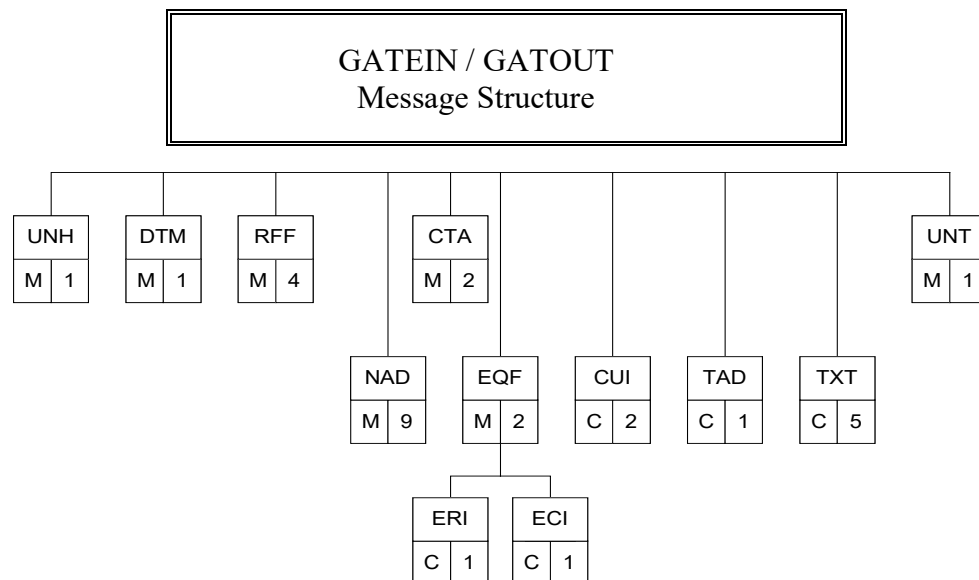 GATEIN / GATOUT
Message Structure
UNH DTM RFF CTA UNT
M 1 M 1 M 4 M 2 M 1
NAD EQF CUI TAD TXT
M 9 M 2 C 2 C 1 C 5
ERI ECI
C 1 C 1